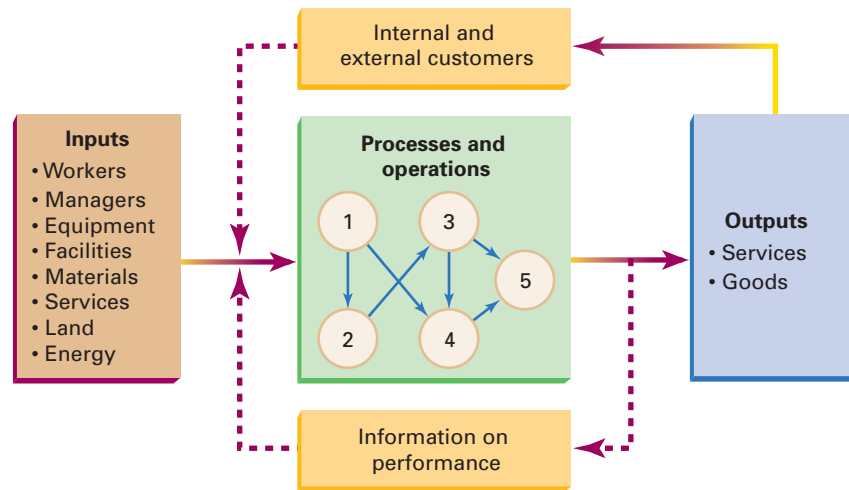 Internal and
external customers
Inputs
• Workers
• Managers
• Equipment
• Facilities
• Materials
• Services
• Land
• Energy
Processes and
operations
1
3
5
2
4
Outputs
• Services
• Goods
Information on
performance